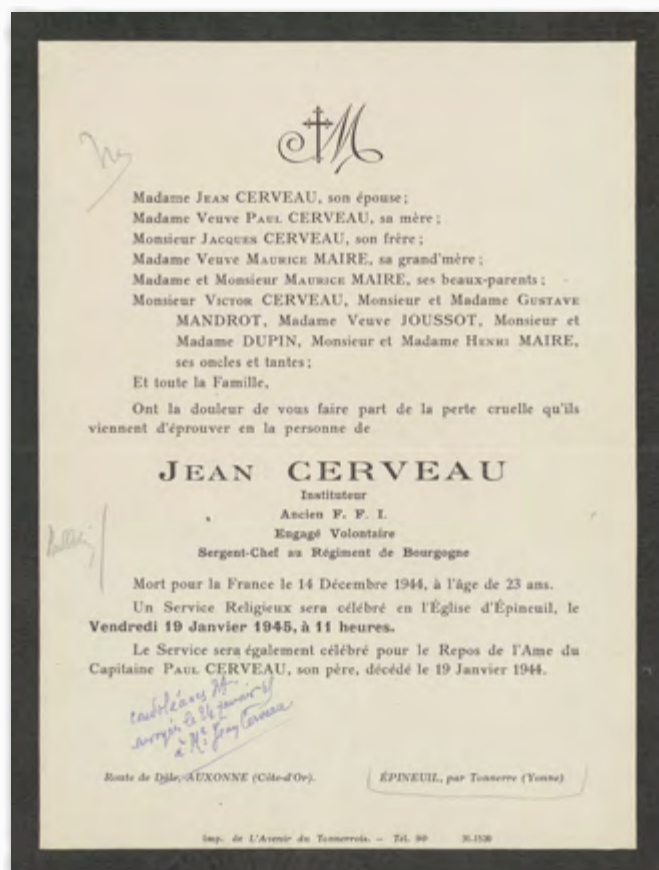 M
Madame JEAN CERVEAU, son épouse ;
Madame Veuve PAUL CERVEAU, sa mère ;
Monsieur JACQUES CERVEAU, son frère ;
Madame Veuve MAURICE MAIRE, sa grand'mère ;
Madame et Monsieur MAURICE MAIRE, ses beaux-parents ;
Monsieur VICTOR CERVEAU, Monsieur et Madame GUSTAVE
MANDROT, Madame Veuve JOUSSOT, Monsieur et
Madame DUPIN, Monsieur et Madame HENRI MAIRE,
ses oncles et tantes ;
Et toute la Famille,
Ont la douleur de vous faire part de la perte cruelle qu'ils
viennent d'éprouver en la personne de
JEAN CERVEAU
Instituteur
Ancien F. F. I.
Engagé Volontaire
Sergent-Chef au Régiment de Bourgogne
Mort pour la France le 14 Décembre 1944, à l'âge de 23 ans.
Un Service Religieux sera célébré en l'Église d'Épineuil, le
Vendredi 19 Janvier 1945, à 11 heures.
Le Service sera également célébré pour le Repos de l'Ame du
Capitaine PAUL CERVEAU, son père, décédé le 19 Janvier 1944.
condoléances
le 24 janvier
à Jean Cerveau
Route de Dôle, AUXONNE (Côte-d'Or).
ÉPINEUIL, par Tonnerre (Yonne)
Imp. de L'Avenir du Tonnerrois. — Tél. 90